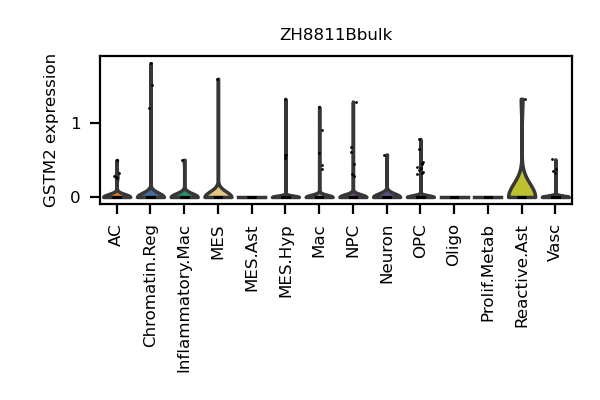 ZH8811Bbulk
GSTM2 expression
1
0
AC
Chromatin.Reg
Inflammatory.Mac
MES
MES.Ast
MES.Hyp
Mac
NPC
Neuron
OPC
Oligo
Prolif.Metab
Reactive.Ast
Vasc